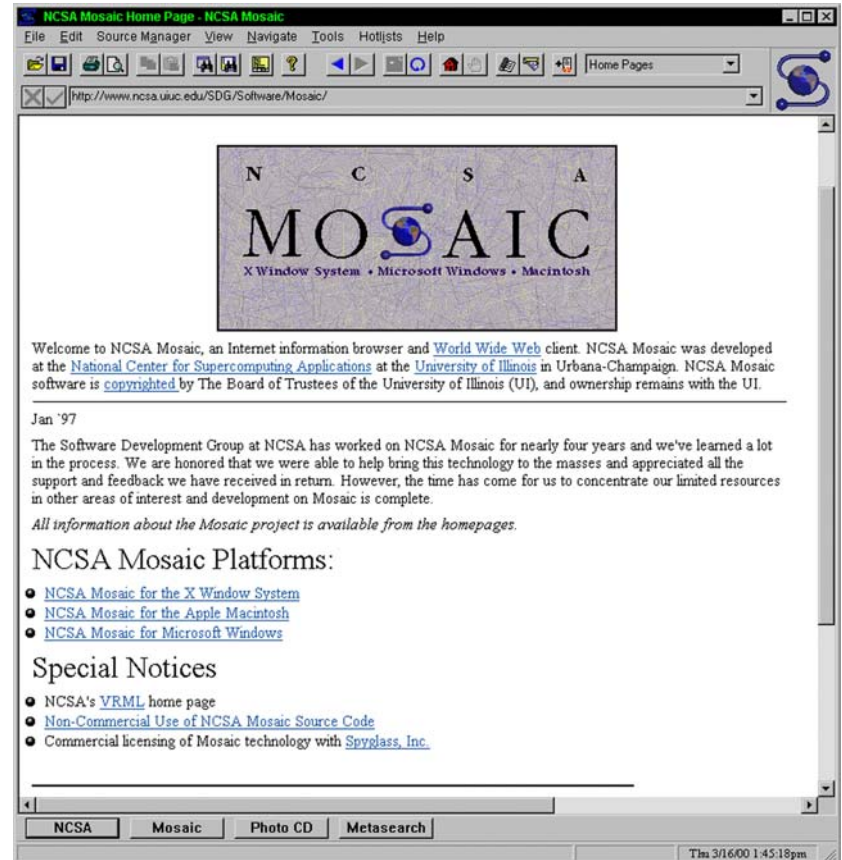 NCSA Mosaic Home Page - NCSA Mosaic
File Edit Source Manager View Navigate Tools Hotlists Help
Home Pages
http://www.ncsa.uiuc.edu/SDG/Software/Mosaic/
N C S A
MOSAIC
X Window System • Microsoft Windows • Macintosh
Welcome to NCSA Mosaic, an Internet information browser and World Wide Web client. NCSA Mosaic was developed
at the National Center for Supercomputing Applications at the University of Illinois in Urbana-Champaign. NCSA Mosaic
software is copyrighted by The Board of Trustees of the University of Illinois (UI), and ownership remains with the UI.
Jan `97
The Software Development Group at NCSA has worked on NCSA Mosaic for nearly four years and we've learned a lot
in the process. We are honored that we were able to help bring this technology to the masses and appreciated all the
support and feedback we have received in return. However, the time has come for us to concentrate our limited resources
in other areas of interest and development on Mosaic is complete.
All information about the Mosaic project is available from the homepages.
NCSA Mosaic Platforms:
NCSA Mosaic for the X Window System
NCSA Mosaic for the Apple Macintosh
NCSA Mosaic for Microsoft Windows
Special Notices
NCSA's VRML home page
Non-Commercial Use of NCSA Mosaic Source Code
Commercial licensing of Mosaic technology with Spyglass, Inc.
NCSA Mosaic Photo CD Metasearch
Thu 3/16/00 1:45:18pm